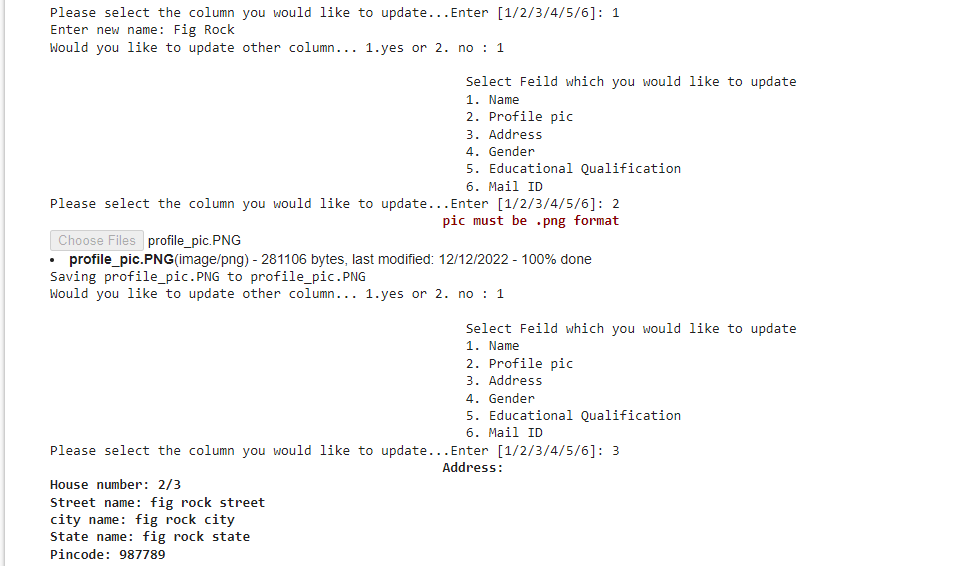 Please select the column you would like to update...Enter [1/2/3/4/5/6]: 1
Enter new name: Fig Rock
Would you like to update other column... 1.yes or 2. no : 1
Select Feild which you would like to update
1. Name
2. Profile pic
3. Address
4. Gender
5. Educational Qualification
6. Mail ID
Please select the column you would like to update...Enter [1/2/3/4/5/6]: 2
pic must be .png format
Choose Files profile_pic.PNG
• profile_pic.PNG(image/png) - 281106 bytes, last modified: 12/12/2022 - 100% done
Saving profile_pic.PNG to profile_pic.PNG
Would you like to update other column... 1.yes or 2. no : 1
Select Feild which you would like to update
1. Name
2. Profile pic
3. Address
4. Gender
5. Educational Qualification
6. Mail ID
Please select the column you would like to update...Enter [1/2/3/4/5/6]: 3
Address:
House number: 2/3
Street name: fig rock street
city name: fig rock city
State name: fig rock state
Pincode: 987789